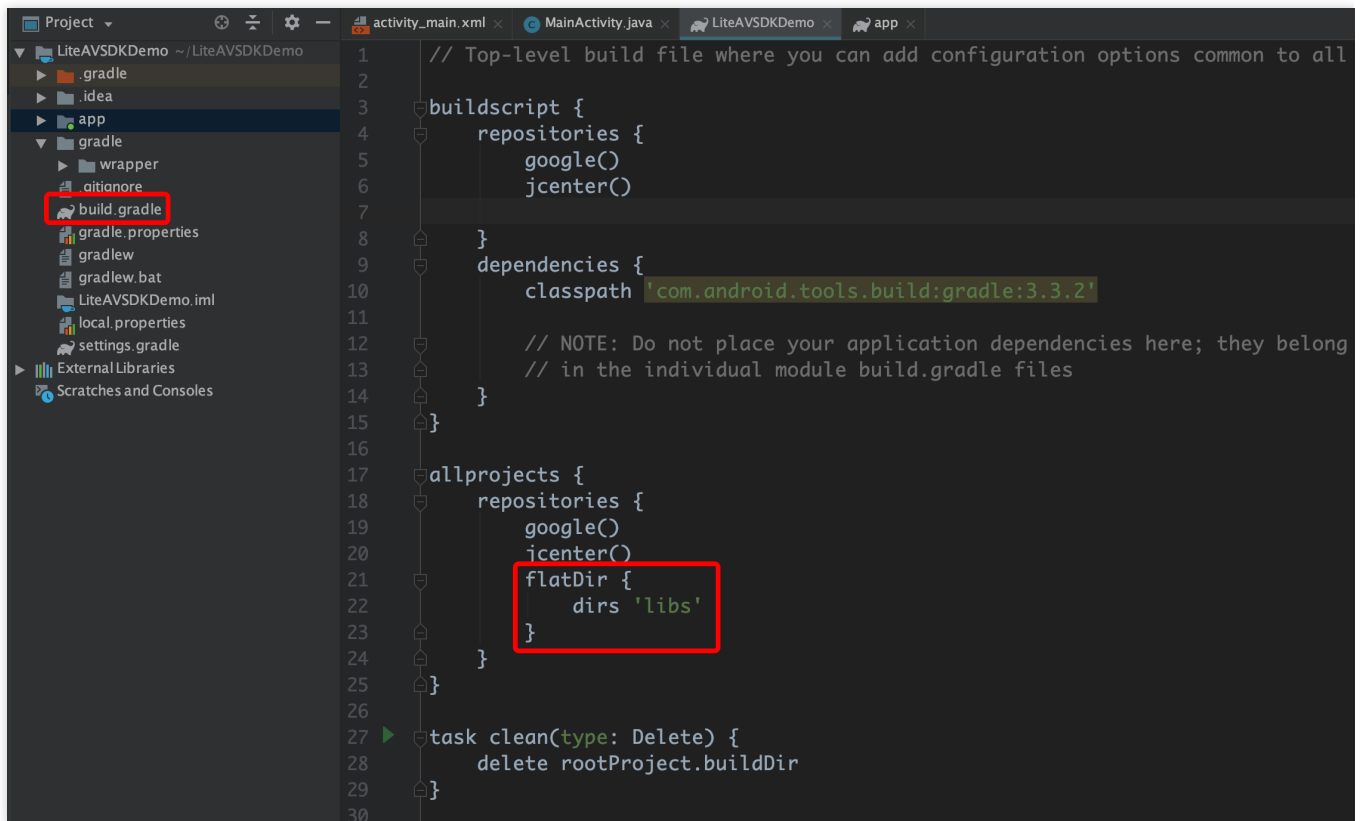 Project
activity_main.xml
MainActivity.java
LiteAVSDKDemo
app
LiteAVSDKDemo ~/LiteAVSDKDemo
.gradle
.idea
app
gradle
wrapper
.gitignore
build.gradle
gradle.properties
gradlew
gradlew.bat
LiteAVSDKDemo.iml
local.properties
settings.gradle
External Libraries
Scratches and Consoles
1 // Top-level build file where you can add configuration options common to all
2
3 buildscript {
4 repositories {
5 google()
6 jcenter()
7
8 }
9 dependencies {
10 classpath 'com.android.tools.build:gradle:3.3.2'
11
12 // NOTE: Do not place your application dependencies here; they belong
13 // in the individual module build.gradle files
14 }
15 }
16
17 allprojects {
18 repositories {
19 google()
20 jcenter()
21 flatDir {
22 dirs 'libs'
23 }
24 }
25 }
26
27 task clean(type: Delete) {
28 delete rootProject.buildDir
29 }
30